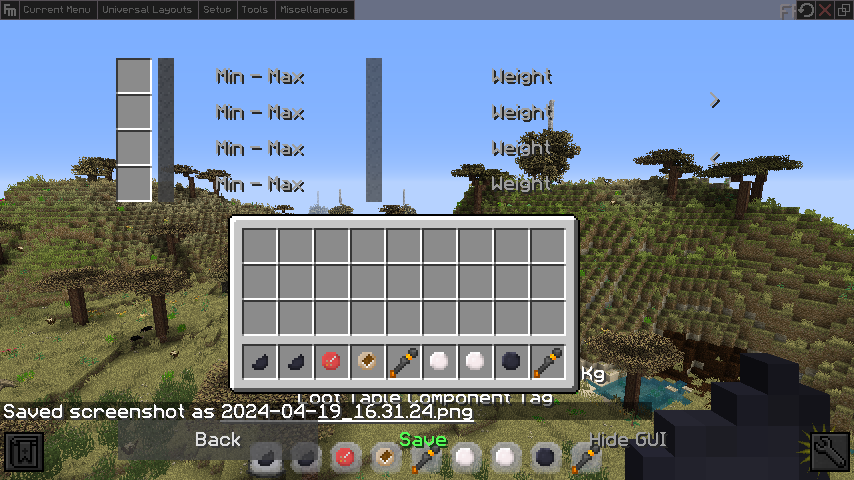 Fm Current Menu Universal Layouts Setup Tools Miscellaneous
Min - Max Weight
Min - Max Weight
Min - Max Weight
Min - Max Weight
Kg
Loot Table Component Tag
Saved screenshot as 2024-04-19_16.31.24.png
Back Save Hide GUI